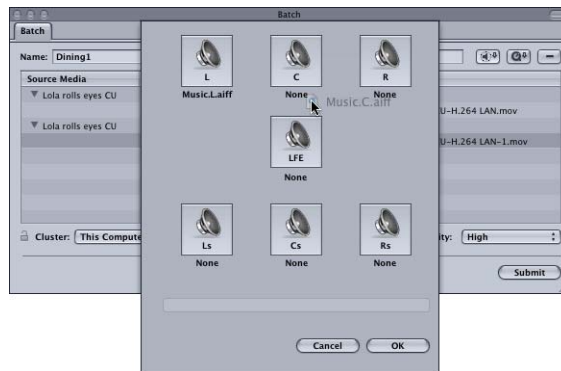 Batch
Batch
Name: Dining1
Source Media
Lola rolls eyes CU
U-H.264 LAN.mov
Lola rolls eyes CU
U-H.264 LAN-1.mov
L C R
Music.L.aiff None None
Music.C.aiff
LFE
None
Ls Cs Rs
None None None
Cluster: This Compute ity: High
Submit
Cancel OK